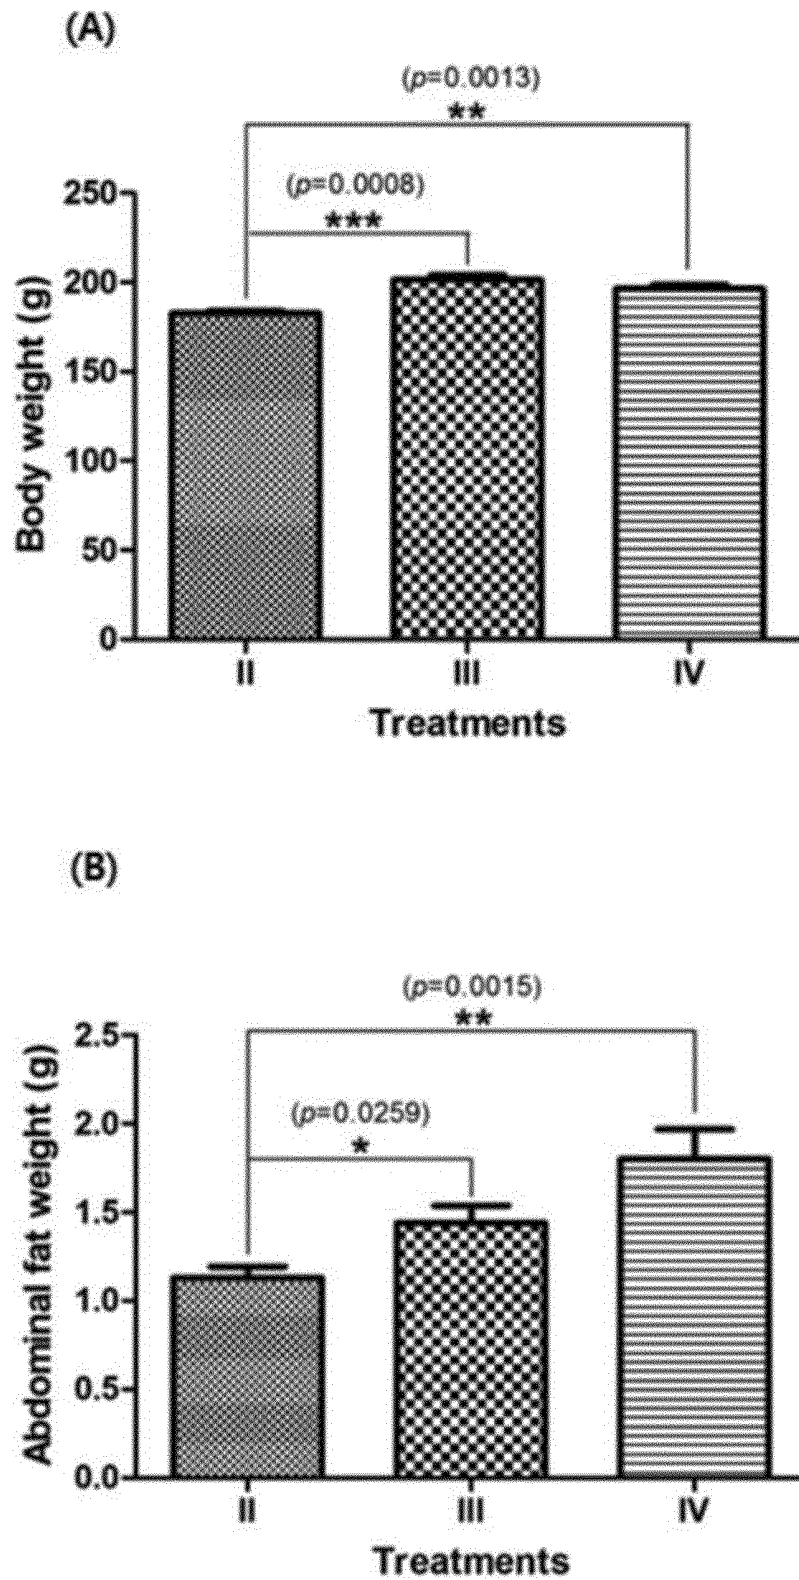 (A)
(p=0.0013)
**
(p=0.0008)
***
250
200
150
100
50
0
Body weight (g)
II III IV
Treatments
(B)
(p=0.0015)
**
(p=0.0259)
*
2.5
2.0
1.5
1.0
0.5
0.0
Abdominal fat weight (g)
II III IV
Treatments